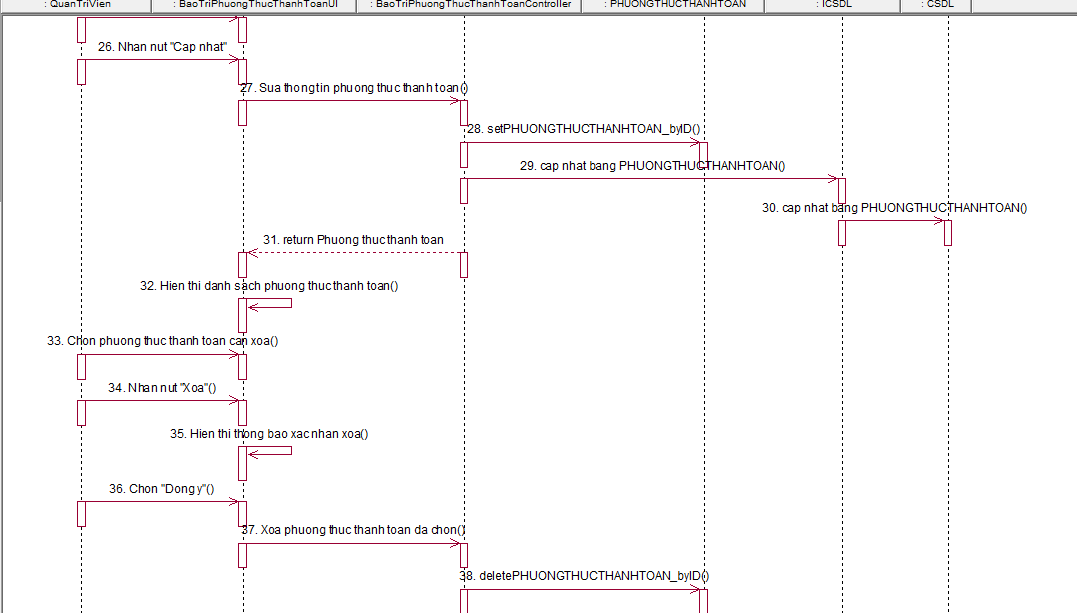 : QuanTriVien
: BaoTriPhuongThucThanhToanUI
: BaoTriPhuongThucThanhToanController
: PHUONGTHUCTHANHTOAN
: ICSDL
: CSDL
26. Nhan nut "Cap nhat"
27. Sua thong tin phuong thuc thanh toan()
28. setPHUONGTHUCTHANHTOAN_byID()
29. cap nhat bang PHUONGTHUCTHANHTOAN()
30. cap nhat bang PHUONGTHUCTHANHTOAN()
31. return Phuong thuc thanh toan
32. Hien thi danh sach phuong thuc thanh toan()
33. Chon phuong thuc thanh toan can xoa()
34. Nhan nut "Xoa"()
35. Hien thi thong bao xac nhan xoa()
36. Chon "Dong y"()
37. Xoa phuong thuc thanh toan da chon()
38. deletePHUONGTHUCTHANHTOAN_byID()